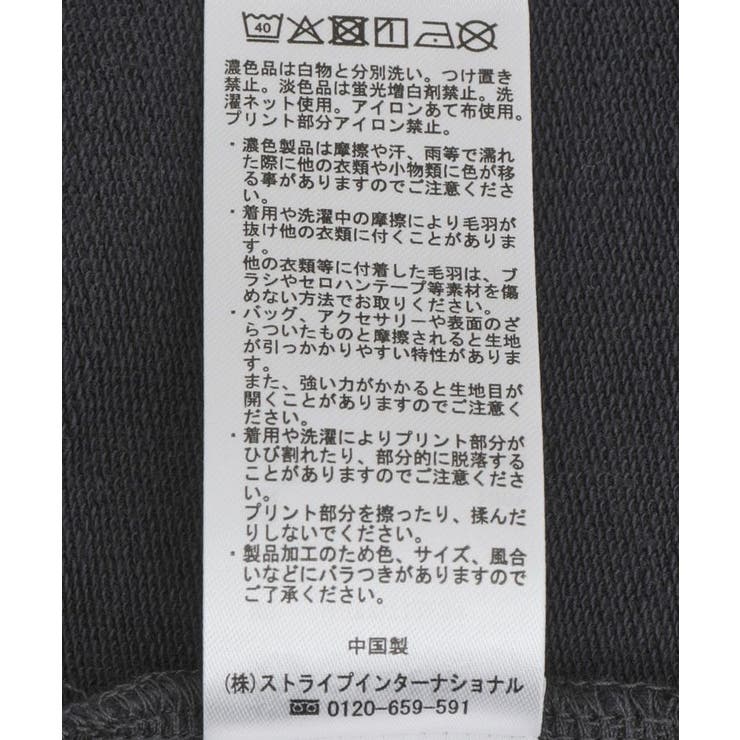 40
濃色品は白物と分別洗い。つけ置き
禁止。淡色品は蛍光増白剤禁止。洗
濯ネット使用。アイロンあて布使用。
プリント部分アイロン禁止。
・濃色製品は摩擦や汗、雨等で濡れ
た際に他の衣類や小物類に色が移
る事がありますのでご注意くださ
い。
・着用や洗濯中の摩擦により毛羽が
抜け他の衣類に付くことがありま
す。
他の衣類等に付着した毛羽は、ブ
ラシやセロハンテープ等素材を傷
めない方法でお取りください。
・バッグ、アクセサリーや表面のざ
らついたものと摩擦されると生地
が引っかかりやすい特性がありま
す。
また、強い力がかかると生地目が
開くことがありますのでご注意く
ださい。
・着用や洗濯によりプリント部分が
ひび割れたり、部分的に脱落する
ことがありますのでご注意くださ
い。
プリント部分を擦ったり、揉んだ
りしないでください。
・製品加工のため色、サイズ、風合
いなどにバラつきがありますので
ご了承ください。
中国製
(株)ストライプインターナショナル
0120-659-591